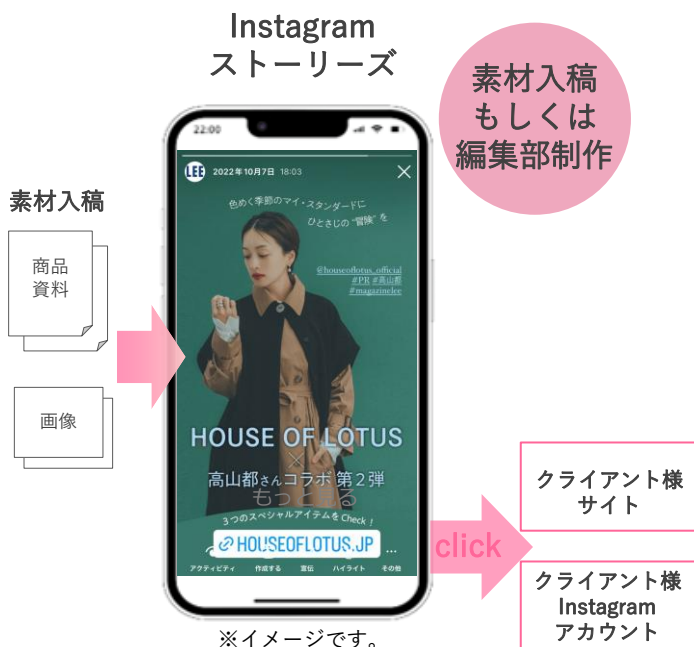 Instagram
ストーリーズ
素材入稿
もしくは
編集部制作
素材入稿
商品
資料
画像
22:00
LEE 2022年10月7日 18:03
色めく季節のマイ・スタンダードに
ひとさじの“冒険”を
@houseoflotus_official
#PR #高山都
#magazinelee
HOUSE OF LOTUS
×
高山都さんコラボ 第2弾
もっと見る
3つのスペシャルアイテムをCheck!
HOUSEOFLOTUS.JP
アクティビティ 作成する 宣伝 ハイライト その他
※イメージです。
click
クライアント様
サイト
クライアント様
Instagram
アカウント